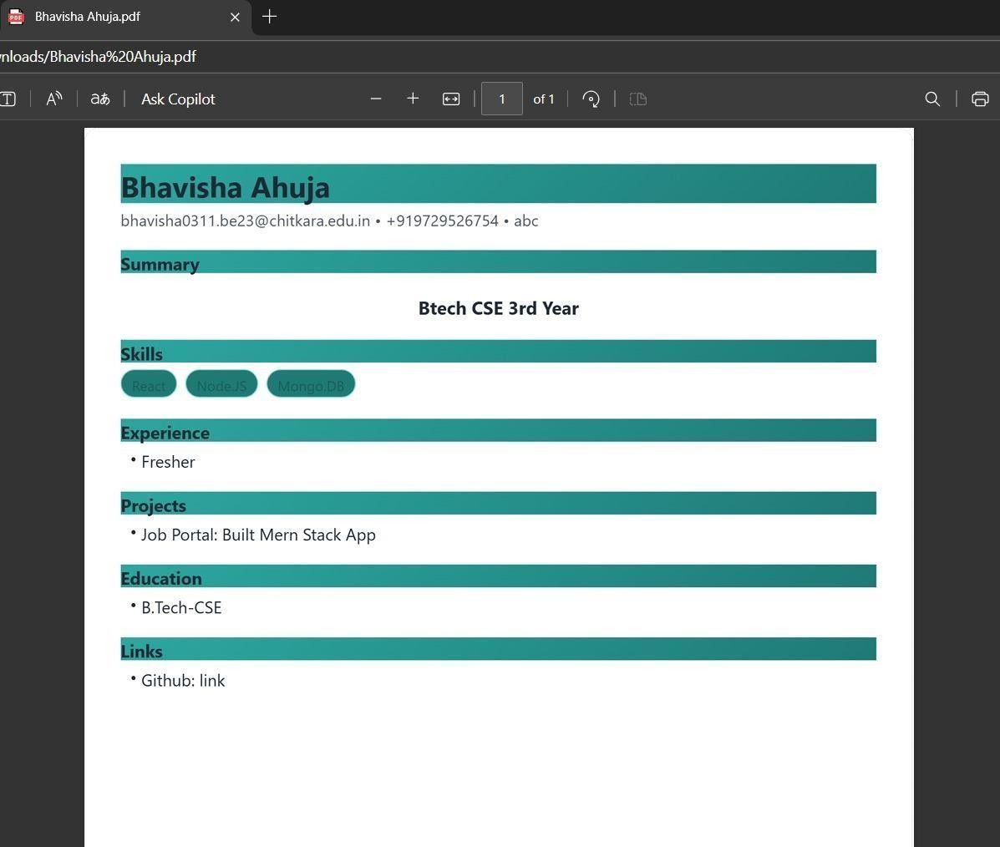 Bhavisha Ahuja.pdf
nloads/Bhavisha%20Ahuja.pdf
Ask Copilot
1 of 1
Bhavisha Ahuja
bhavisha0311.be23@chitkara.edu.in • +919729526754 • abc
Summary
Btech CSE 3rd Year
Skills
React Node.JS Mongo.DB
Experience
• Fresher
Projects
• Job Portal: Built Mern Stack App
Education
• B.Tech-CSE
Links
• Github: link